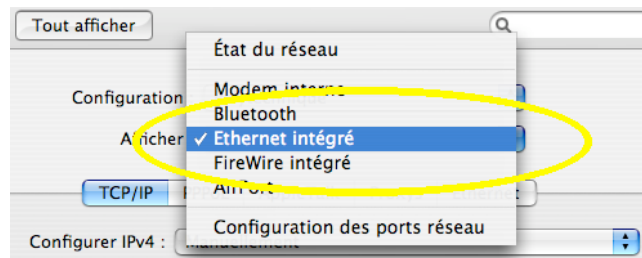 Tout afficher
État du réseau
Configuration
Modem interne
Bluetooth
Afficher ✓ Ethernet intégré
FireWire intégré
TCP/IP
AirPort
Configuration des ports réseau
Configurer IPv4 : Manuellement